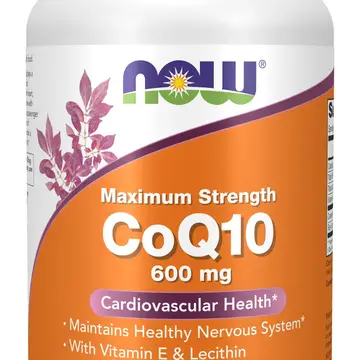 now®
Maximum Strength
CoQ10
600 mg
Cardiovascular Health*
• Maintains Healthy Nervous System*
• With Vitamin E & Lecithin